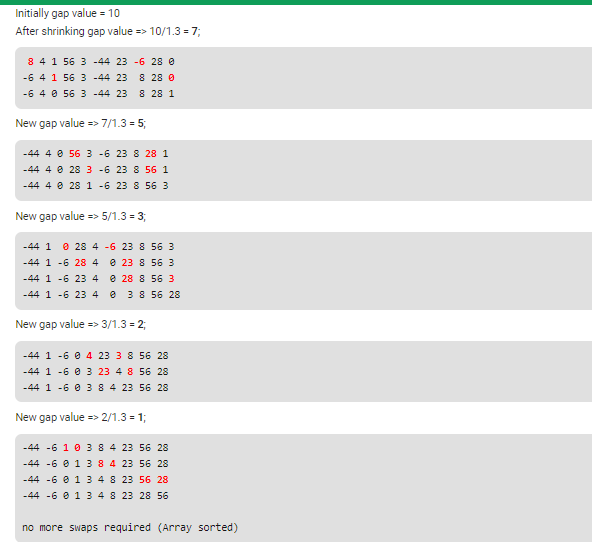 Initially gap value = 10
After shrinking gap value => 10/1.3 = 7;
8 4 1 56 3 -44 23 -6 28 0
-6 4 1 56 3 -44 23 8 28 0
-6 4 0 56 3 -44 23 8 28 1
New gap value => 7/1.3 = 5;
-44 4 0 56 3 -6 23 8 28 1
-44 4 0 28 3 -6 23 8 56 1
-44 4 0 28 1 -6 23 8 56 3
New gap value => 5/1.3 = 3;
-44 1 0 28 4 -6 23 8 56 3
-44 1 -6 28 4 0 23 8 56 3
-44 1 -6 23 4 0 28 8 56 3
-44 1 -6 23 4 0 3 8 56 28
New gap value => 3/1.3 = 2;
-44 1 -6 0 4 23 3 8 56 28
-44 1 -6 0 3 23 4 8 56 28
-44 1 -6 0 3 8 4 23 56 28
New gap value => 2/1.3 = 1;
-44 -6 1 0 3 8 4 23 56 28
-44 -6 0 1 3 8 4 23 56 28
-44 -6 0 1 3 4 8 23 56 28
-44 -6 0 1 3 4 8 23 28 56
no more swaps required (Array sorted)